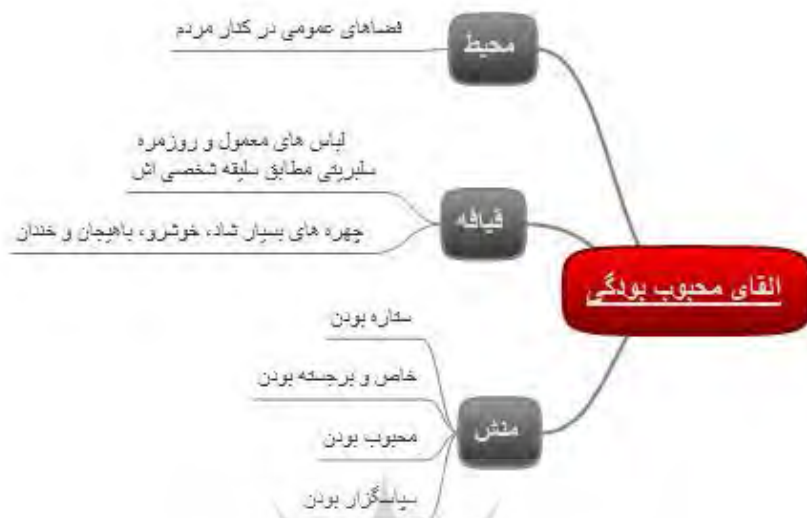 القای محبوب بودگی
محیط
فضاهای عمومی در کنار مردم
قیافه
لباس های معمول و روزمره
سلبریتی مطابق سلیقه شخصی اش
چهره های بسیار شاد، خوشرو، باهیجان و خندان
منش
ستاره بودن
خاص و برجسته بودن
محبوب بودن
سپاسگزار بودن